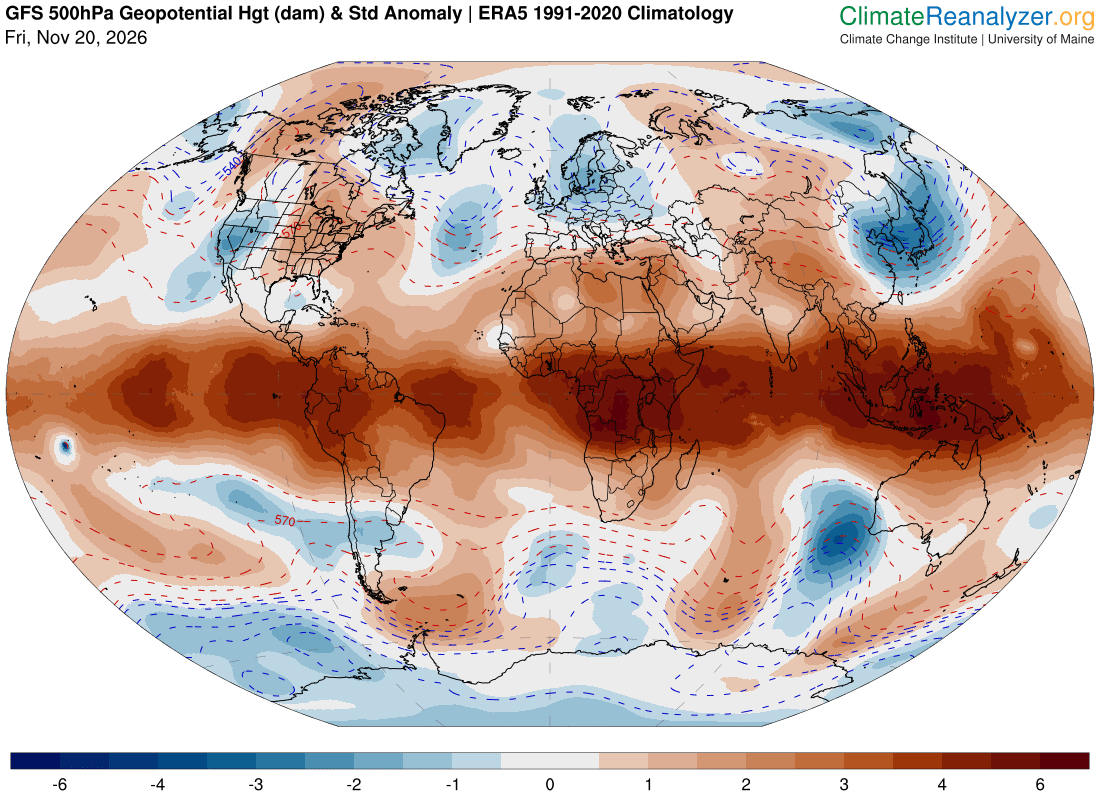 GFS 500hPa Geopotential Hgt (dam) & Std Anomaly | ERA5 1991-2020 Climatology
Fri, Nov 20, 2026
ClimateReanalyzer.org
Climate Change Institute | University of Maine
540
570
570
-6 -4 -3 -2 -1 0 1 2 3 4 6